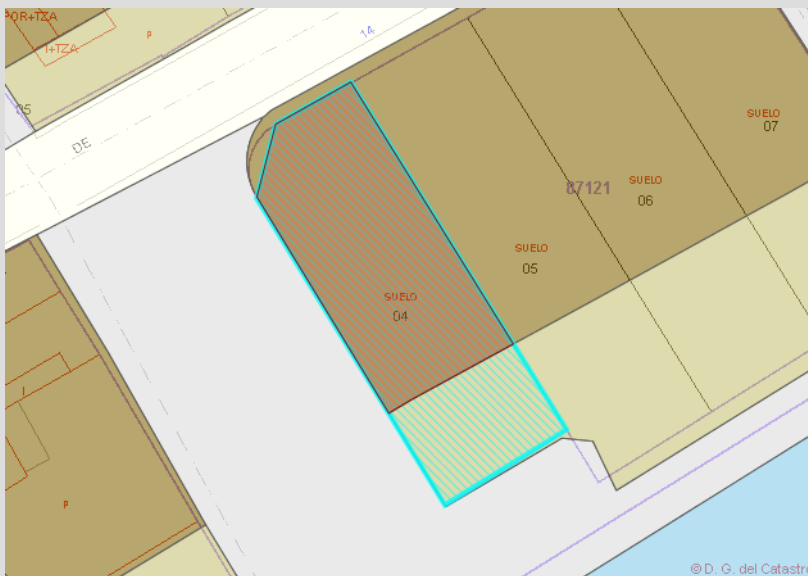 POR+TZA
I+TZA
P
14
05
DE
SUELO
07
87121
SUELO
06
SUELO
05
SUELO
04
I
P
© D. G. del Catastro